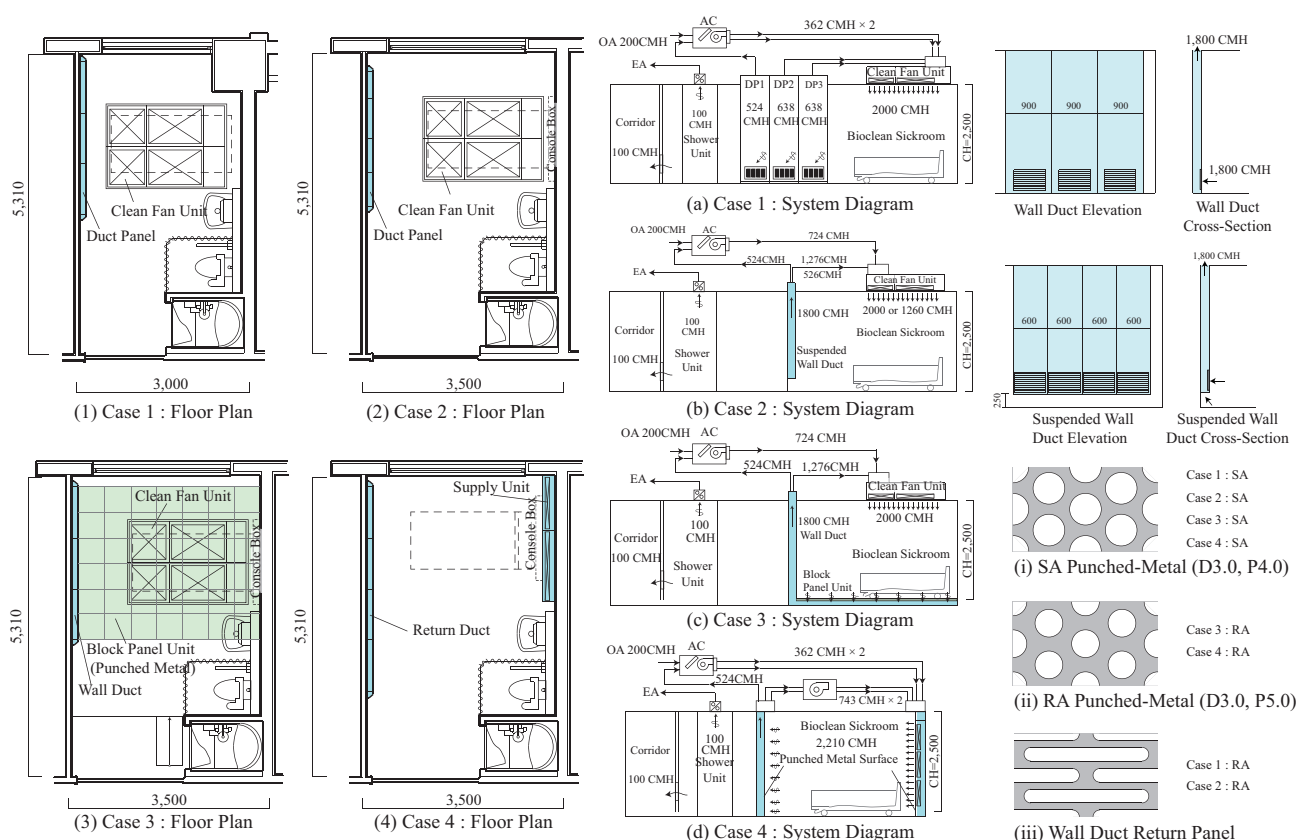 5,310
Clean Fan Unit
Duct Panel
3,000
(1) Case 1 : Floor Plan
5,310
Console Box
Clean Fan Unit
Duct Panel
3,500
(2) Case 2 : Floor Plan
5,310
Clean Fan Unit
Console Box
Block Panel Unit
(Punched Metal)
Wall Duct
3,500
(3) Case 3 : Floor Plan
5,310
Supply Unit
Console Box
Return Duct
3,500
(4) Case 4 : Floor Plan
AC
362 CMH × 2
OA 200CMH
EA
Clean Fan Unit
DP1
DP2
DP3
524
CMH
638
CMH
638
CMH
2000 CMH
100
CMH
Shower
Unit
Corridor
100 CMH
Bioclean Sickroom
CH=2,500
(a) Case 1 : System Diagram
OA 200CMH
AC
724 CMH
524CMH
1,276CMH
526CMH
EA
Clean Fan Unit
2000 or 1260 CMH
1800 CMH
Corridor
100
CMH
100 CMH
Shower
Unit
Suspended
Wall Duct
Bioclean Sickroom
CH=2,500
(b) Case 2 : System Diagram
OA 200CMH
AC
724 CMH
524CMH
1,276CMH
EA
Clean Fan Unit
2000 CMH
1800 CMH
Wall Duct
Corridor
100
CMH
100 CMH
Shower
Unit
Bioclean Sickroom
Block
Panel Unit
CH=2,500
(c) Case 3 : System Diagram
OA 200CMH
AC
362 CMH × 2
524CMH
743 CMH × 2
EA
Bioclean Sickroom
2,210 CMH
Punched Metal Surface
Corridor
100
CMH
Shower
Unit
100 CMH
CH=2,500
(d) Case 4 : System Diagram
1,800 CMH
900
900
900
1,800 CMH
Wall Duct Elevation
Wall Duct
Cross-Section
1,800 CMH
600
600
600
600
250
Suspended Wall
Duct Elevation
Suspended Wall
Duct Cross-Section
Case 1 : SA
Case 2 : SA
Case 3 : SA
Case 4 : SA
(i) SA Punched-Metal (D3.0, P4.0)
Case 3 : RA
Case 4 : RA
(ii) RA Punched-Metal (D3.0, P5.0)
Case 1 : RA
Case 2 : RA
(iii) Wall Duct Return Panel